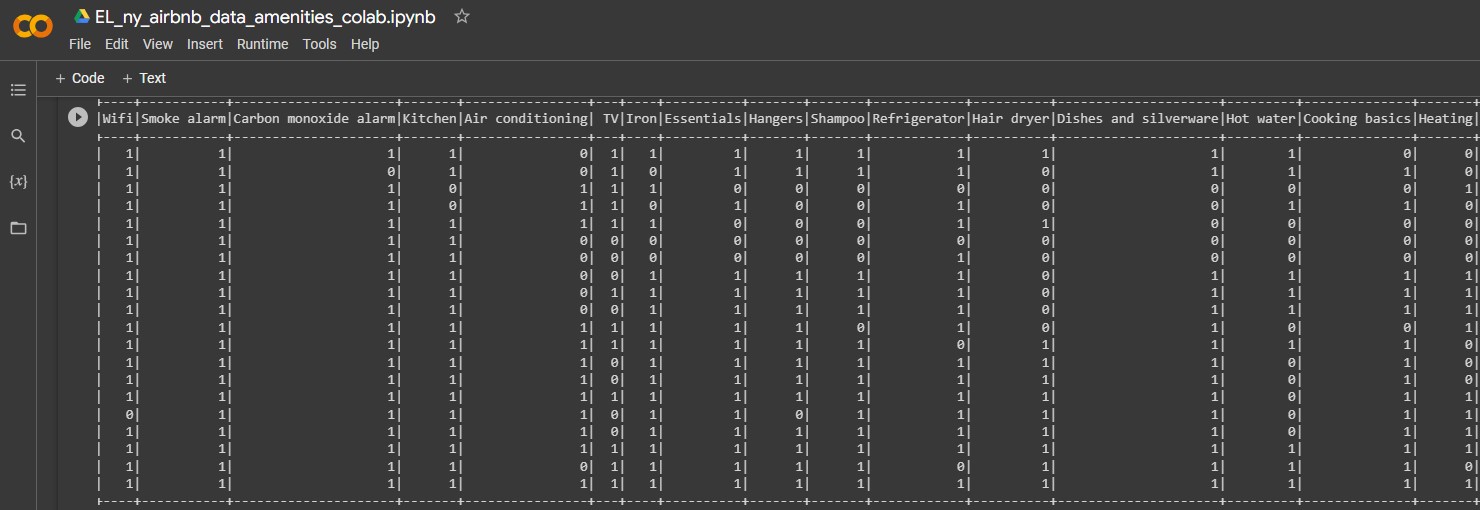 EL_ny_airbnb_data_amenities_colab.ipynb
File Edit View Insert Runtime Tools Help
+ Code + Text
|Wifi|Smoke alarm|Carbon monoxide alarm|Kitchen|Air conditioning| TV|Iron|Essentials|Hangers|Shampoo|Refrigerator|Hair dryer|Dishes and silverware|Hot water|Cooking basics|Heating|
| 1| 1| 1| 1| 0| 1| 1| 1| 1| 1| 1| 1| 1| 1| 0| 0|
| 1| 1| 0| 1| 0| 1| 0| 1| 1| 1| 1| 0| 1| 1| 1| 0|
| 1| 1| 1| 0| 1| 1| 1| 0| 0| 0| 0| 0| 0| 0| 0| 1|
| 1| 1| 1| 0| 1| 1| 0| 1| 0| 0| 1| 0| 0| 1| 1| 0|
| 1| 1| 1| 1| 1| 1| 1| 0| 0| 0| 1| 1| 0| 0| 0| 0|
| 1| 1| 1| 1| 0| 0| 0| 0| 0| 0| 0| 0| 0| 0| 0| 0|
| 1| 1| 1| 1| 0| 0| 0| 0| 0| 0| 1| 0| 0| 0| 0| 0|
| 1| 1| 1| 1| 0| 0| 1| 1| 1| 1| 1| 0| 1| 1| 1| 1|
| 1| 1| 1| 1| 0| 1| 1| 1| 1| 1| 1| 0| 1| 1| 1| 1|
| 1| 1| 1| 1| 0| 0| 1| 1| 1| 1| 1| 0| 1| 1| 1| 1|
| 1| 1| 1| 1| 1| 1| 1| 1| 1| 0| 1| 0| 1| 0| 0| 1|
| 1| 1| 1| 1| 1| 1| 1| 1| 1| 1| 0| 1| 1| 1| 1| 0|
| 1| 1| 1| 1| 1| 0| 1| 1| 1| 1| 1| 1| 1| 0| 1| 0|
| 1| 1| 1| 1| 1| 0| 1| 1| 1| 1| 1| 1| 1| 0| 1| 0|
| 1| 1| 1| 1| 1| 1| 1| 1| 1| 1| 1| 1| 1| 0| 1| 1|
| 0| 1| 1| 1| 1| 0| 1| 1| 0| 1| 1| 1| 1| 0| 1| 0|
| 1| 1| 1| 1| 1| 0| 1| 1| 1| 1| 1| 1| 1| 0| 1| 1|
| 1| 1| 1| 1| 1| 1| 1| 1| 1| 1| 1| 1| 1| 1| 1| 1|
| 1| 1| 1| 1| 0| 1| 1| 1| 1| 1| 0| 1| 1| 1| 1| 0|
| 1| 1| 1| 1| 1| 1| 1| 1| 1| 1| 1| 1| 1| 1| 1| 1|